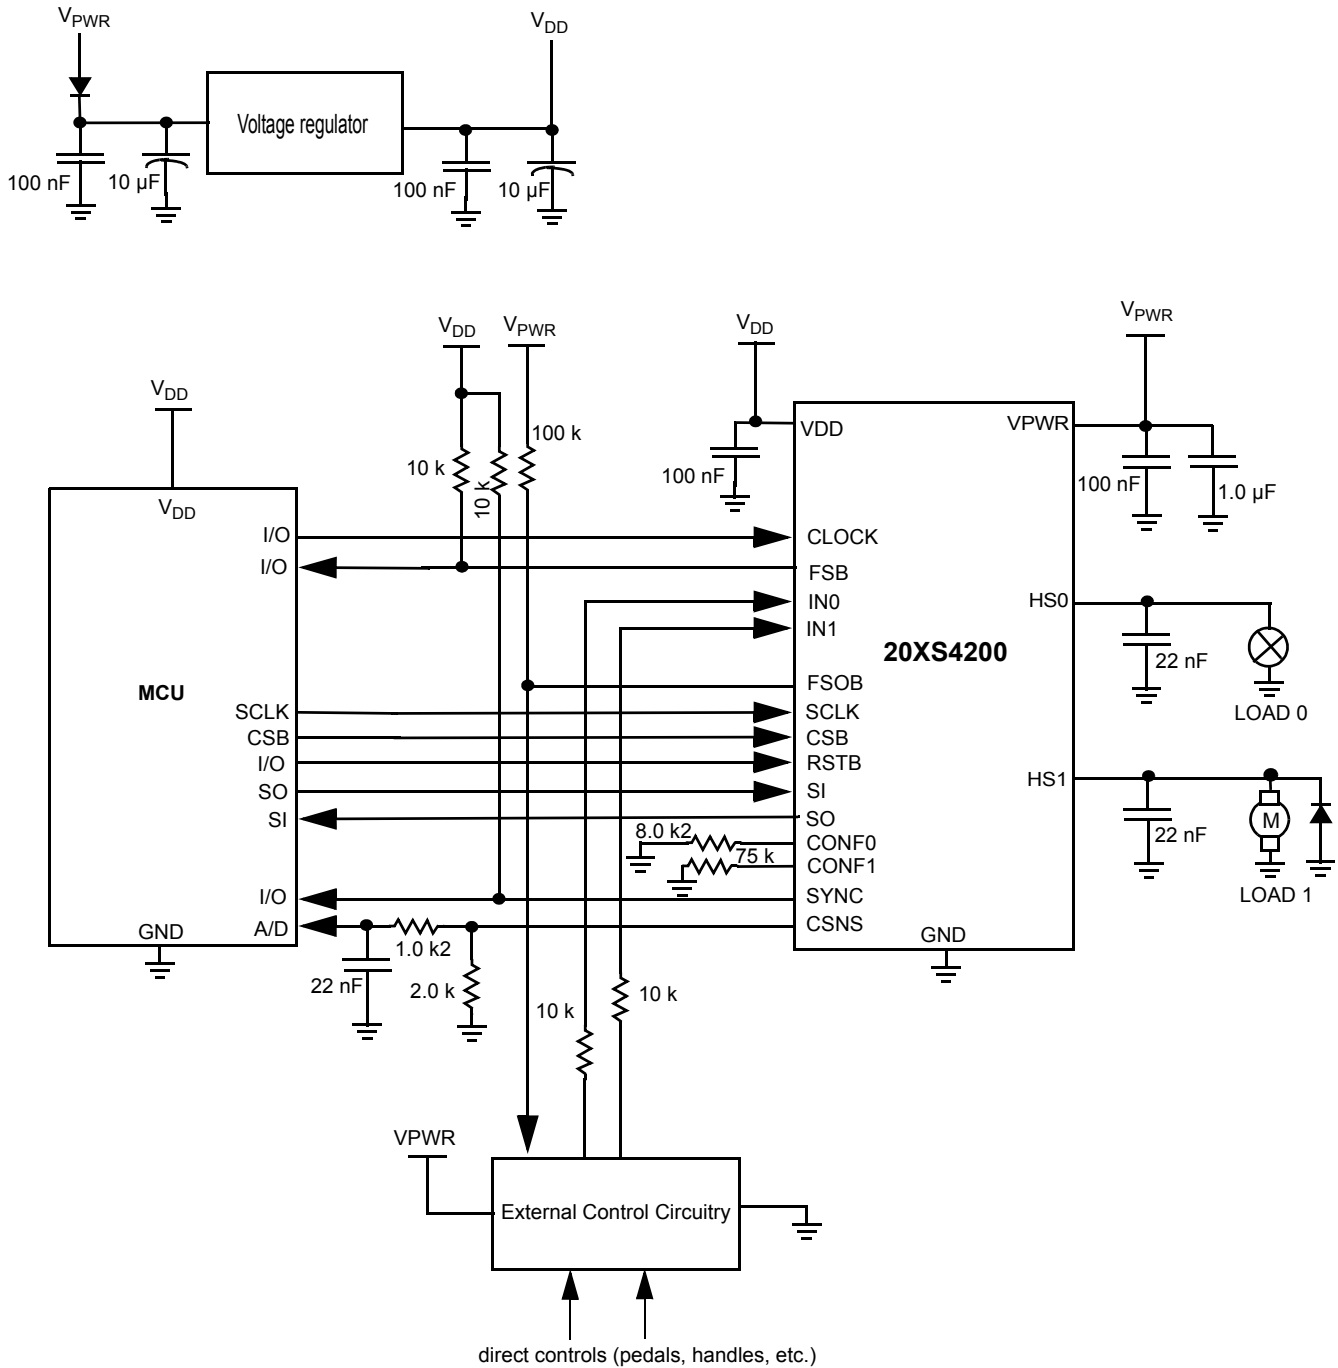 VPWR
VDD
Voltage regulator
100 nF
10 µF
100 nF
10 µF
VDD
VPWR
VDD
VPWR
VDD
100 k
10 k
10 k
VDD
VPWR
100 nF
100 nF
1.0 µF
VDD
I/O
CLOCK
I/O
FSB
IN0
HS0
IN1
20XS4200
22 nF
MCU
FSOB
SCLK
SCLK
LOAD 0
CSB
CSB
I/O
RSTB
HS1
SO
SI
SI
SO
M
22 nF
8.0 k2
CONF0
75 k
CONF1
I/O
SYNC
LOAD 1
A/D
CSNS
GND
GND
1.0 k2
22 nF
2.0 k
10 k
10 k
VPWR
External Control Circuitry
direct controls (pedals, handles, etc.)